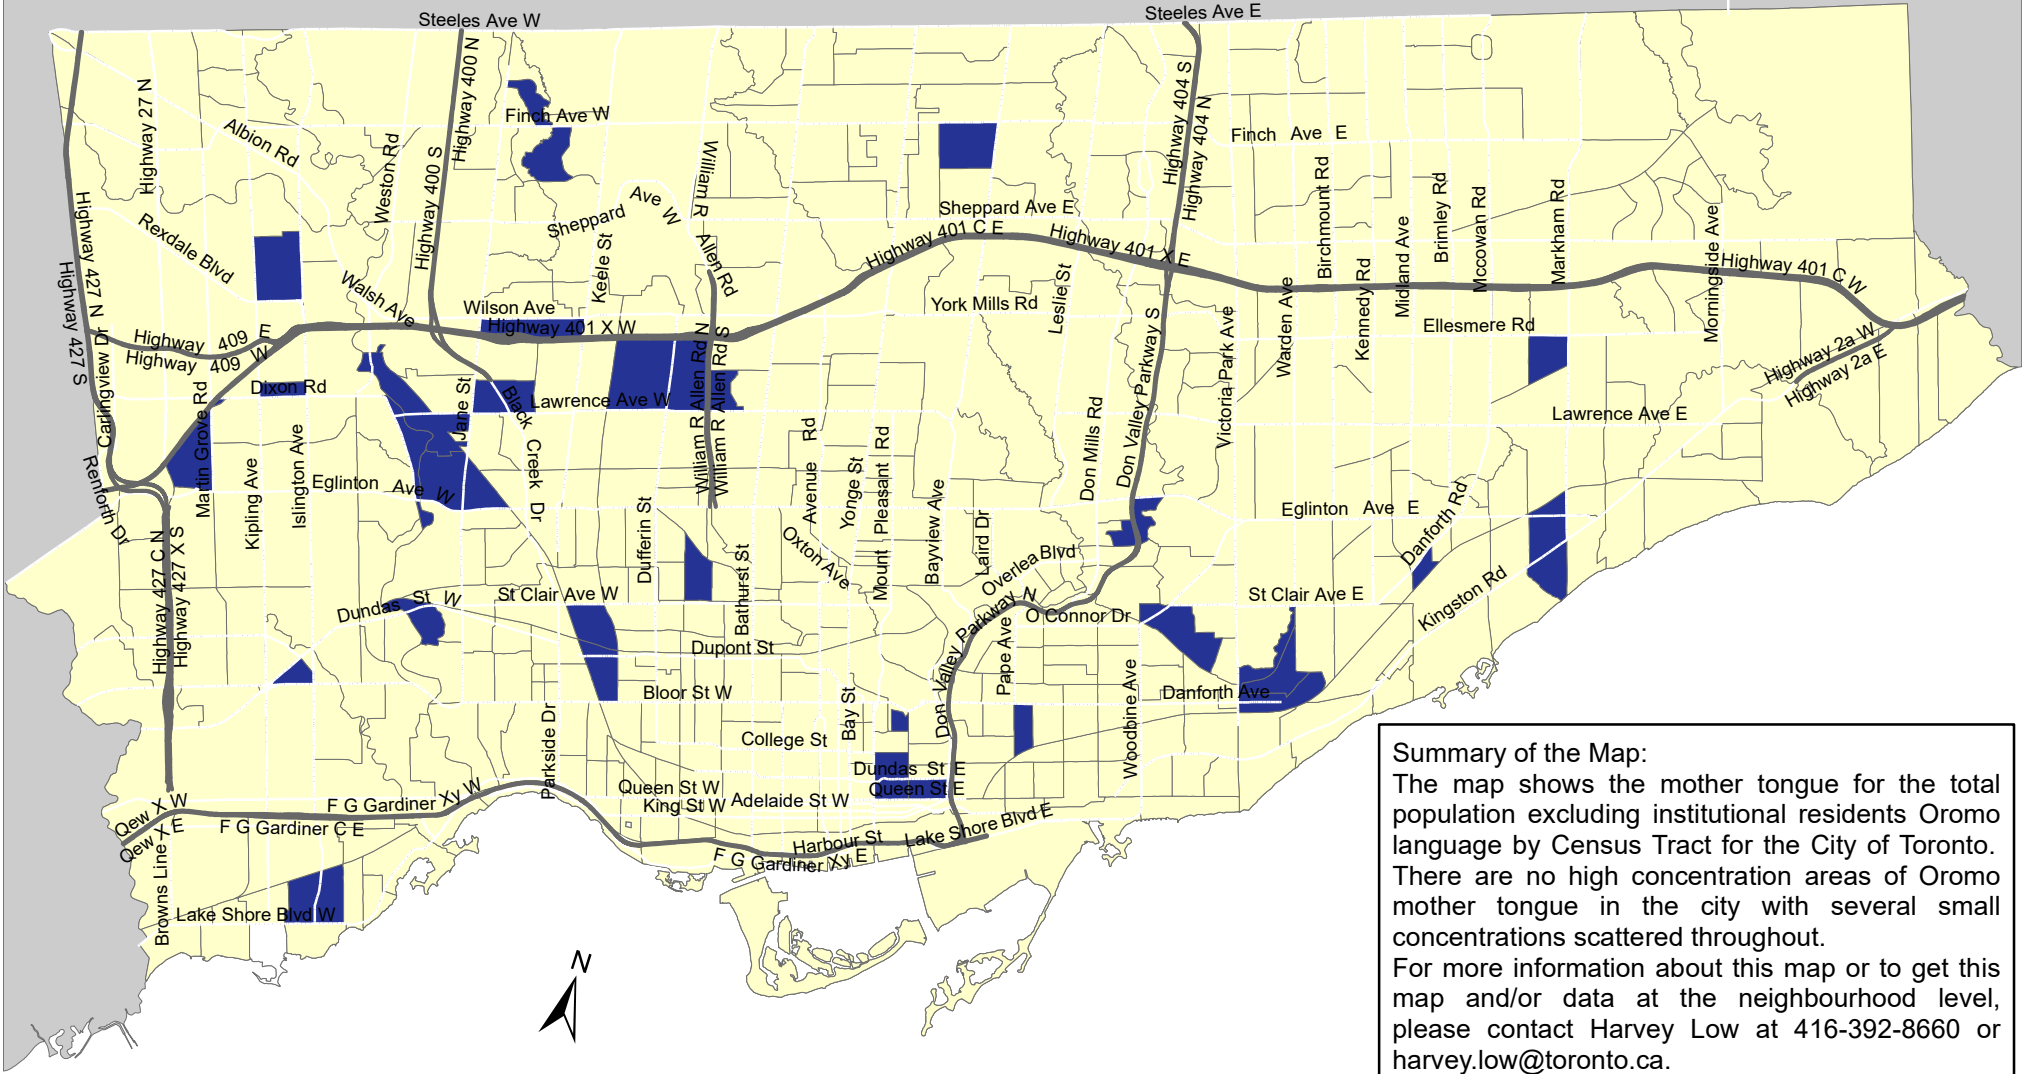 Steeles Ave W
Steeles Ave E
Highway 27 N
Albion Rd
Weston Rd
Highway 400 N
Highway 400 S
Finch Ave W
William R
Allen Rd
Highway 404 S
Highway 404 N
Finch Ave E
Highway 427 N
Highway 427 S
Rexdale Blvd
Sheppard Ave W
Keele St
Sheppard Ave E
Highway 401 C E
Highway 401 X E
Leslie St
Birchmount Rd
Kennedy Rd
Midland Ave
Brimley Rd
Mccowan Rd
Markham Rd
Morningside Ave
Highway 401 C W
Walsh Ave
Wilson Ave
Highway 401 X W
York Mills Rd
Victoria Park Ave
Warden Ave
Ellesmere Rd
Highway 2a W
Highway 2a E
Highway 409 E
Highway 409 W
Carlingview Dr
Dixon Rd
Martin Grove Rd
Jane St
Black Creek Dr
Lawrence Ave W
William R Allen Rd N
William R Allen Rd S
Don Valley Parkway S
Lawrence Ave E
Renforth Dr
Kipling Ave
Islington Ave
Eglinton Ave W
Dufferin St
Bathurst St
Avenue Rd
Oxton Ave
Yonge St
Mount Pleasant Rd
Bayview Ave
Laird Dr
Don Mills Rd
Overlea Blvd
Eglinton Ave E
Danforth Rd
Kingston Rd
Highway 427 C N
Highway 427 X S
Dundas St W
St Clair Ave W
Don Valley Parkway N
O Connor Dr
St Clair Ave E
Pape Ave
Dupont St
Bloor St W
Woodbine Ave
Danforth Ave
Parkside Dr
Bay St
College St
Dundas St E
Queen St E
Queen St W
King St W
Adelaide St W
Qew X W
Qew X E
F G Gardiner Xy W
F G Gardiner C E
Browns Line
Harbour St
Lake Shore Blvd E
F G Gardiner Xy E
Lake Shore Blvd W
N
Summary of the Map:
The map shows the mother tongue for the total
population excluding institutional residents Oromo
language by Census Tract for the City of Toronto.
There are no high concentration areas of Oromo
mother tongue in the city with several small
concentrations scattered throughout.
For more information about this map or to get this
map and/or data at the neighbourhood level,
please contact Harvey Low at 416-392-8660 or
harvey.low@toronto.ca.